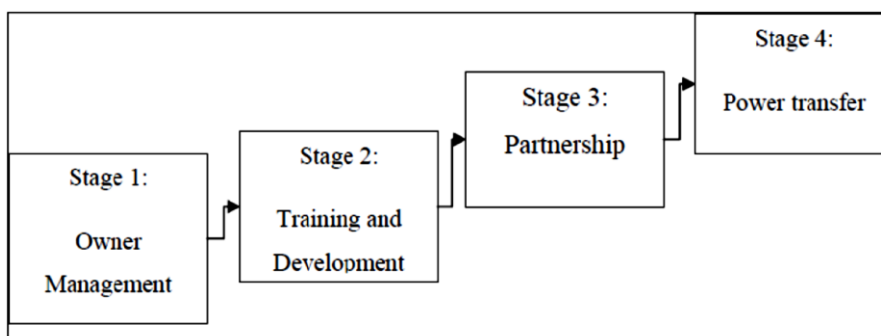 Stage 1:
Owner
Management
Stage 2:
Training and
Development
Stage 3:
Partnership
Stage 4:
Power transfer